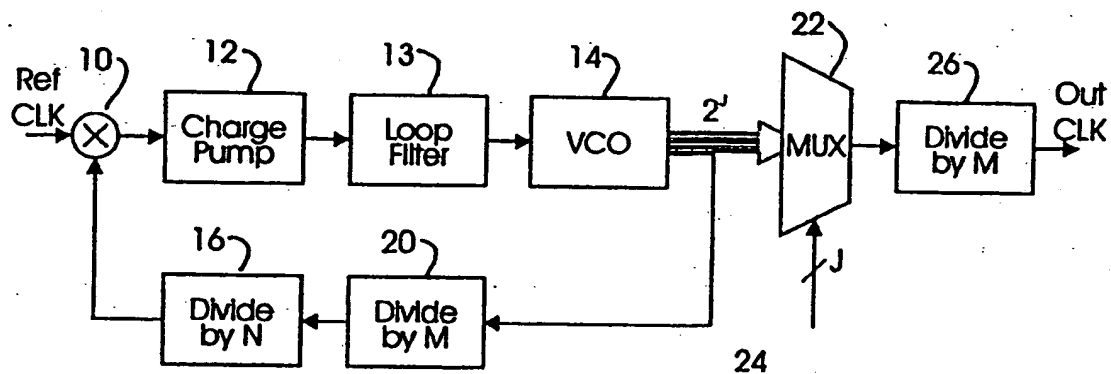 10
12
13
14
22
26
Ref
CLK
Charge
Pump
Loop
Filter
VCO
2^J
MUX
Divide
by M
Out
CLK
16
20
J
Divide
by N
Divide
by M
24